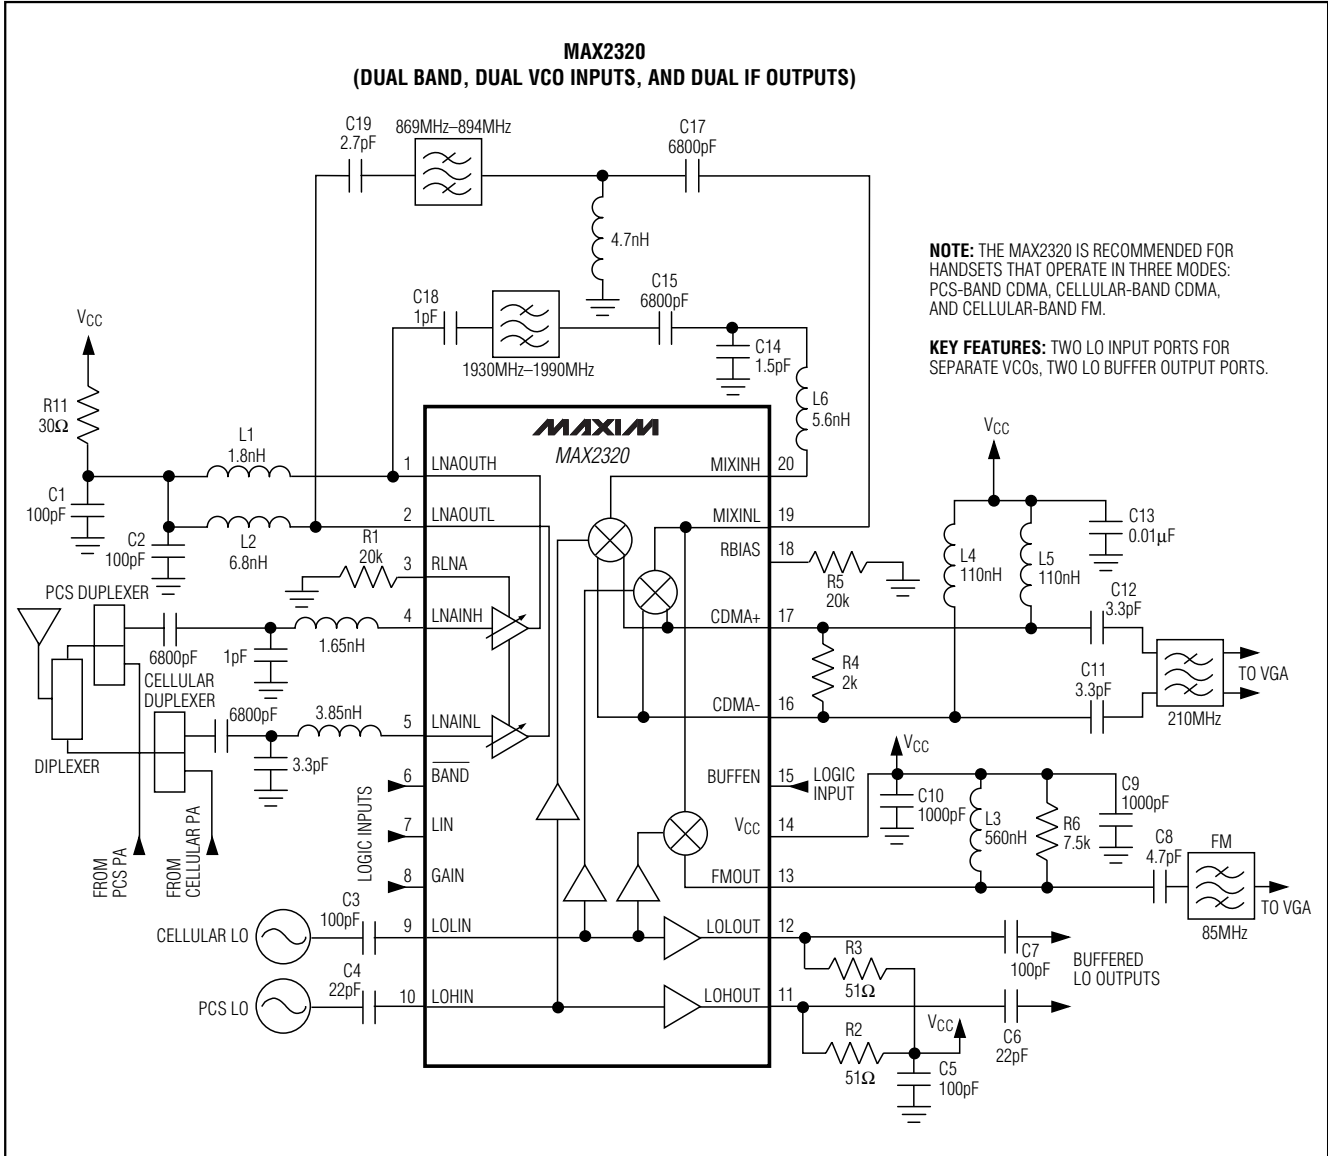 MAX2320
(DUAL BAND, DUAL VCO INPUTS, AND DUAL IF OUTPUTS)
C19
2.7pF
869MHz–894MHz
C17
6800pF
4.7nH
NOTE: THE MAX2320 IS RECOMMENDED FOR
HANDSETS THAT OPERATE IN THREE MODES:
PCS-BAND CDMA, CELLULAR-BAND CDMA,
AND CELLULAR-BAND FM.
KEY FEATURES: TWO LO INPUT PORTS FOR
SEPARATE VCOs, TWO LO BUFFER OUTPUT PORTS.
C18
1pF
1930MHz–1990MHz
C15
6800pF
C14
1.5pF
L6
5.6nH
VCC
R11
30Ω
C1
100pF
L1
1.8nH
C2
100pF
L2
6.8nH
MAXIM
MAX2320
1
LNAOUTH
2
LNAOUTL
R1
20k
3
RLNA
4
LNAINH
5
LNAINL
6
BAND
7
LIN
8
GAIN
9
LOLIN
10
LOHIN
MIXINH
20
MIXINL
19
RBIAS
18
CDMA+
17
CDMA-
16
BUFFEN
15
VCC
14
FMOUT
13
LOLOUT
12
LOHOUT
11
PCS DUPLEXER
6800pF
1pF
1.65nH
CELLULAR
DUPLEXER
6800pF
3.85nH
3.3pF
DIPLEXER
FROM
PCS PA
FROM
CELLULAR PA
LOGIC INPUTS
C3
100pF
CELLULAR LO
C4
22pF
PCS LO
R5
20k
VCC
L4
110nH
L5
110nH
C13
0.01μF
C12
3.3pF
R4
2k
C11
3.3pF
210MHz
TO VGA
LOGIC
INPUT
VCC
C10
1000pF
L3
560nH
R6
7.5k
C9
1000pF
C8
4.7pF
FM
85MHz
TO VGA
R3
51Ω
C7
100pF
BUFFERED
LO OUTPUTS
R2
51Ω
VCC
C5
100pF
C6
22pF